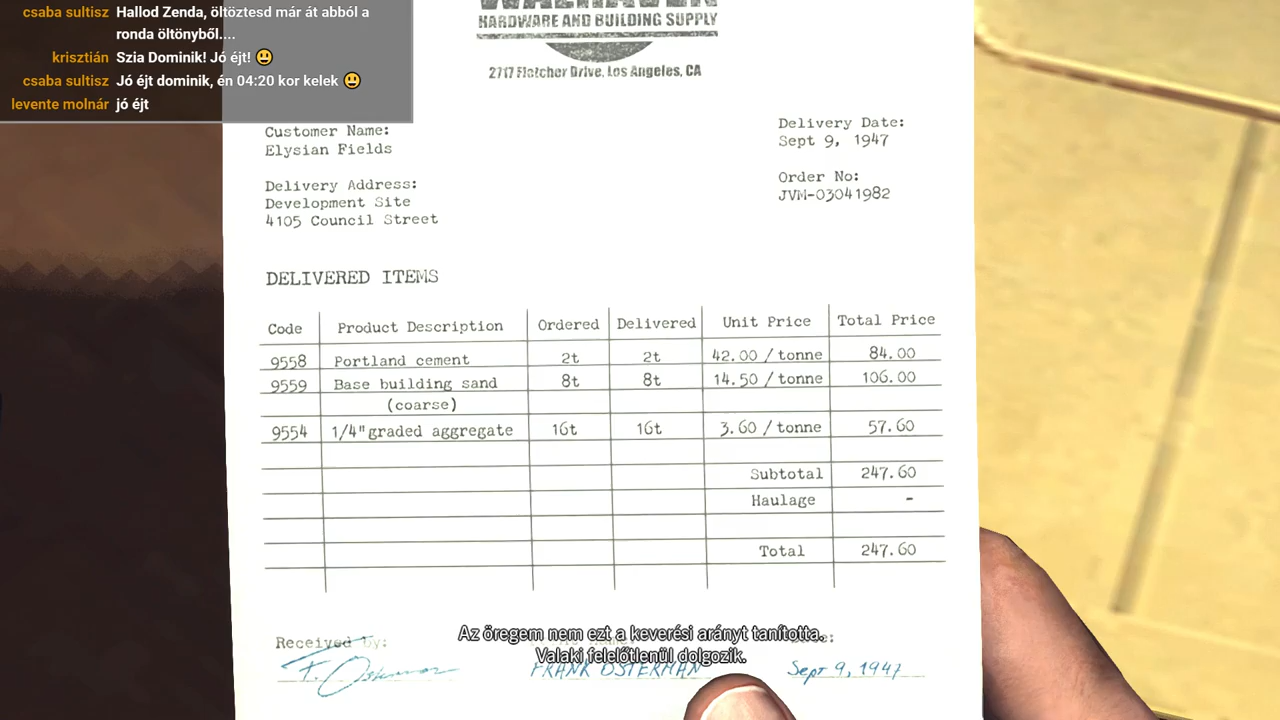 csaba sultisz Hallod Zenda, öltöztesd már át abból a
ronda öltönyből....
krisztián Szia Dominik! Jó éjt! 😃
csaba sultisz Jó éjt dominik, én 04:20 kor kelek 😃
levente molnár jó éjt
HARDWARE AND BUILDING SUPPLY
2717 Fletcher Drive, Los Angeles, CA
Customer Name:
Elysian Fields
Delivery Date:
Sept 9, 1947
Delivery Address:
Development Site
4105 Council Street
Order No:
JVM-03041982
DELIVERED ITEMS
Code Product Description Ordered Delivered Unit Price Total Price
9558 Portland cement 2t 2t 42.00 / tonne 84.00
9559 Base building sand 8t 8t 14.50 / tonne 106.00
(coarse)
9554 1/4" graded aggregate 16t 16t 3.60 / tonne 57.60
Subtotal 247.60
Haulage -
Total 247.60
Received by:
Az öregem nem ezt a keverési arányt tanította.
Valaki felelőtlenül dolgozik.
FRANK OSTERMAN
Sept 9, 1947